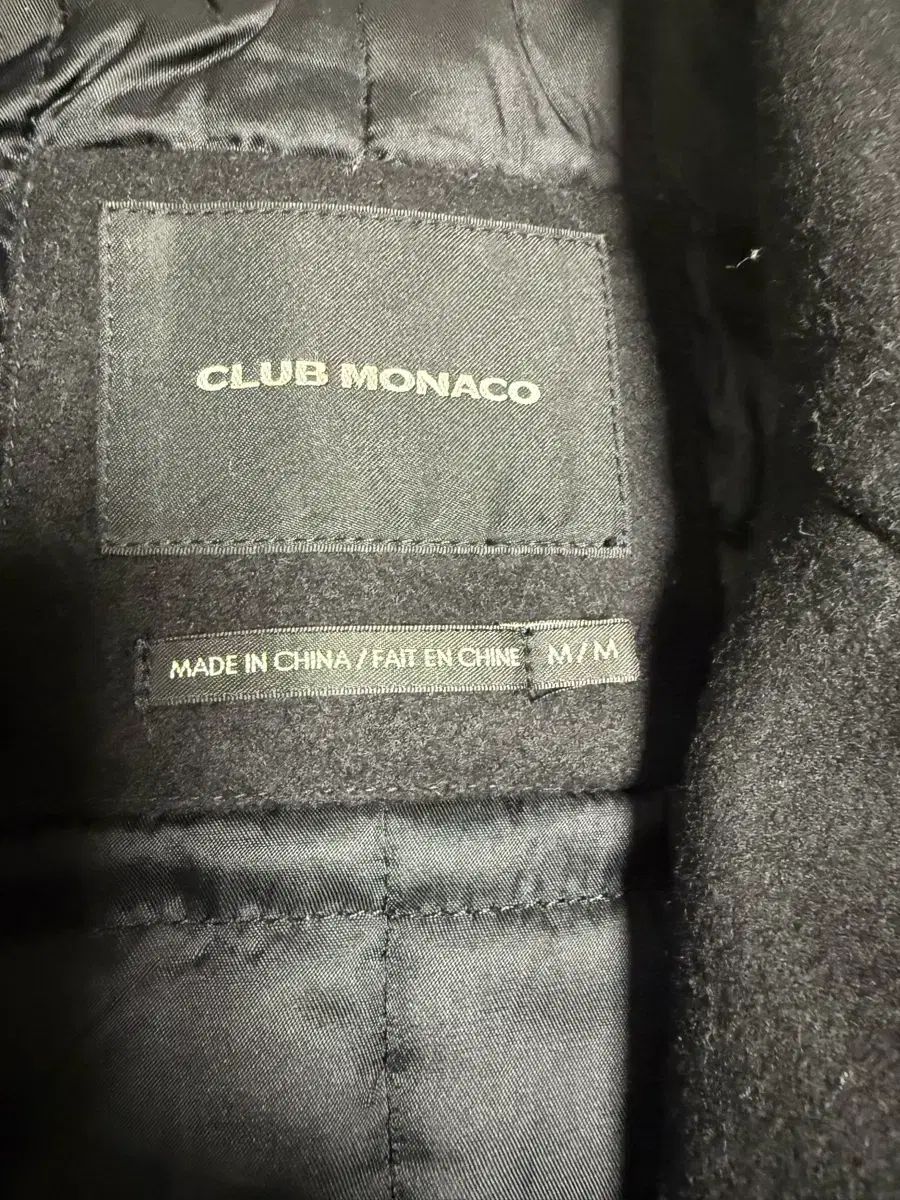 CLUB MONACO
MADE IN CHINA / FAIT EN CHINE M/M